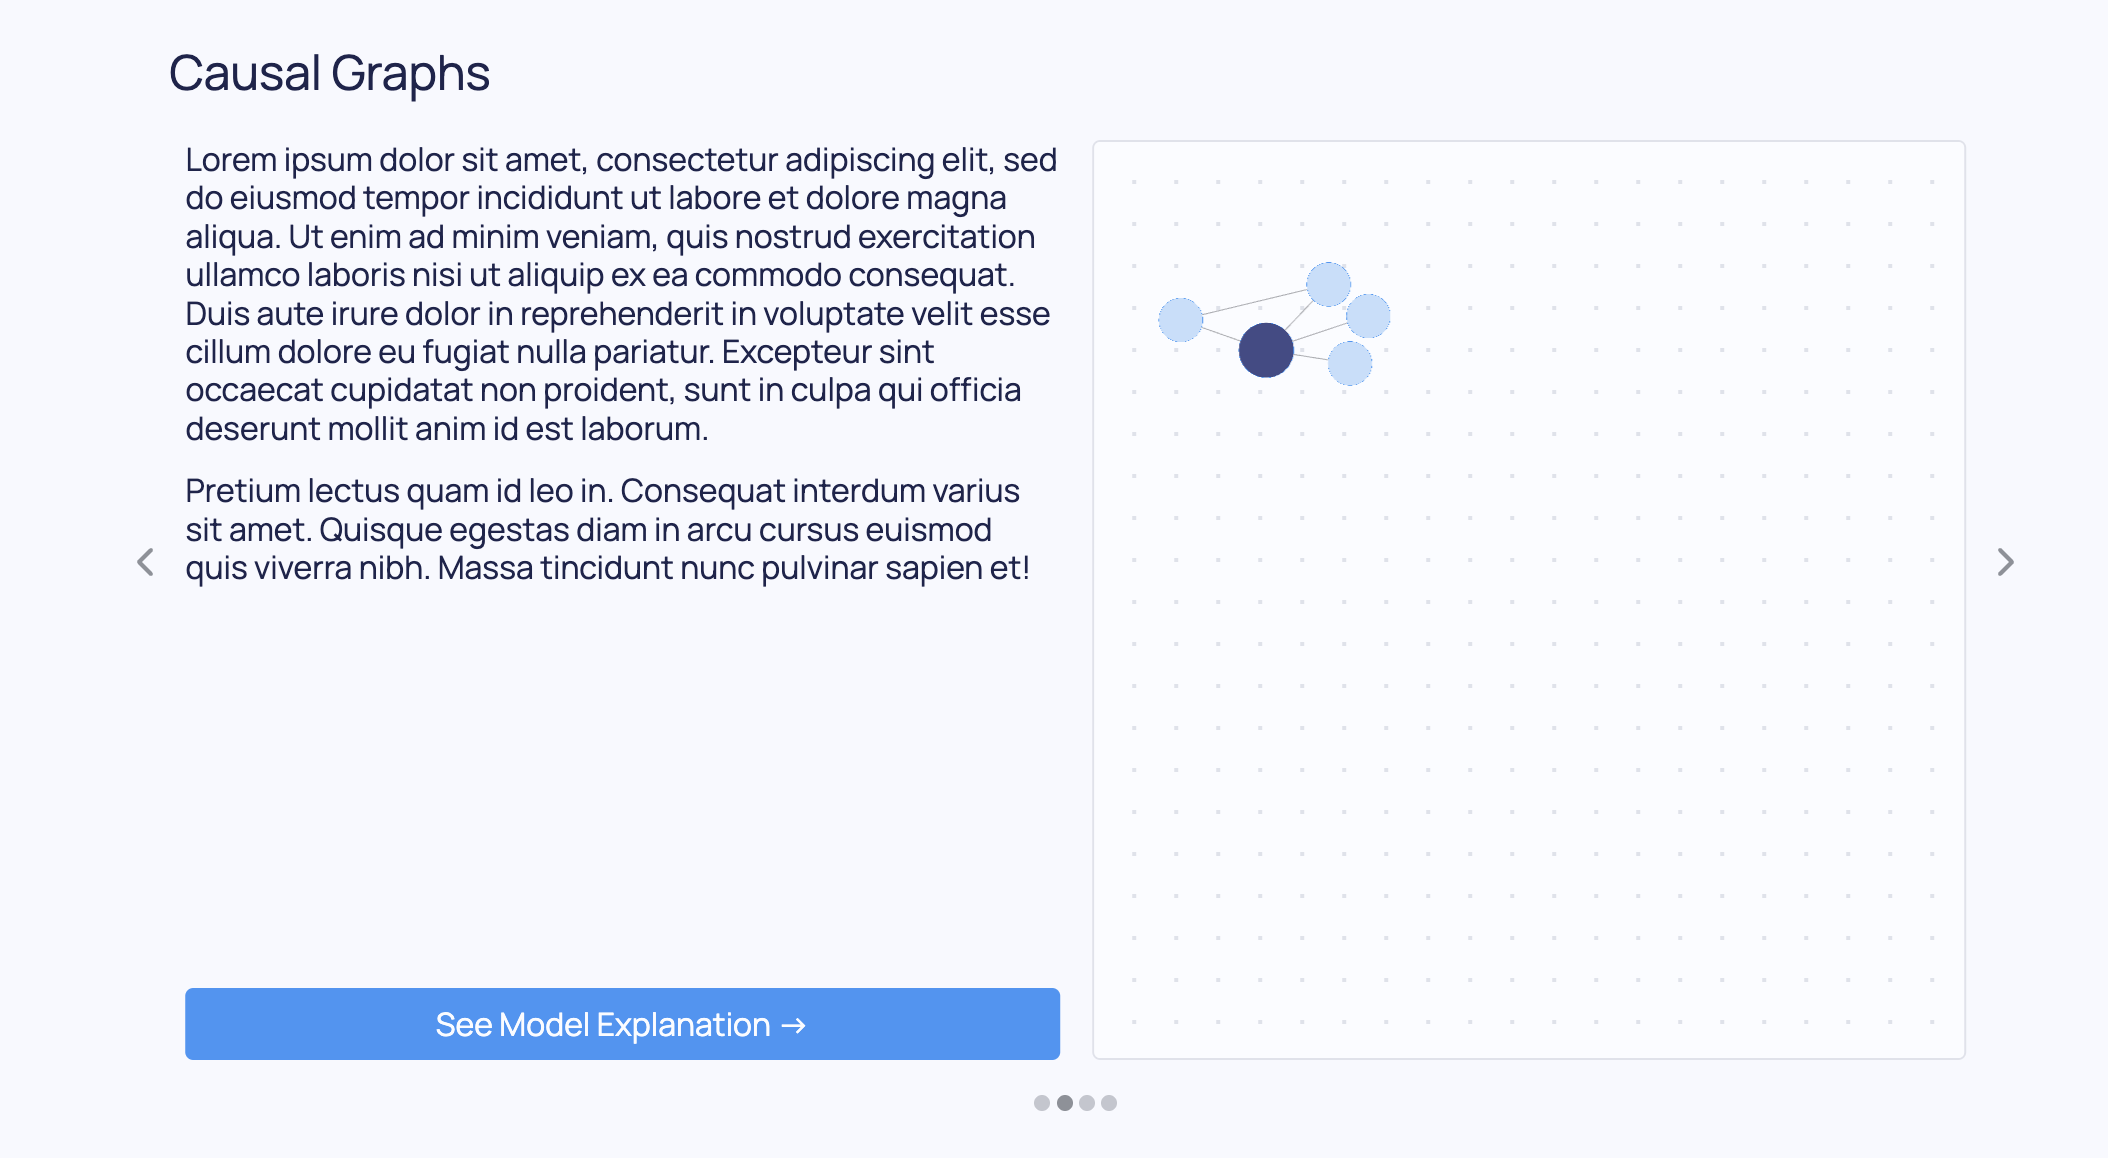 Causal Graphs
Lorem ipsum dolor sit amet, consectetur adipiscing elit, sed
do eiusmod tempor incididunt ut labore et dolore magna
aliqua. Ut enim ad minim veniam, quis nostrud exercitation
ullamco laboris nisi ut aliquip ex ea commodo consequat.
Duis aute irure dolor in reprehenderit in voluptate velit esse
cillum dolore eu fugiat nulla pariatur. Excepteur sint
occaecat cupidatat non proident, sunt in culpa qui officia
deserunt mollit anim id est laborum.
Pretium lectus quam id leo in. Consequat interdum varius
sit amet. Quisque egestas diam in arcu cursus euismod
quis viverra nibh. Massa tincidunt nunc pulvinar sapien et!
See Model Explanation →